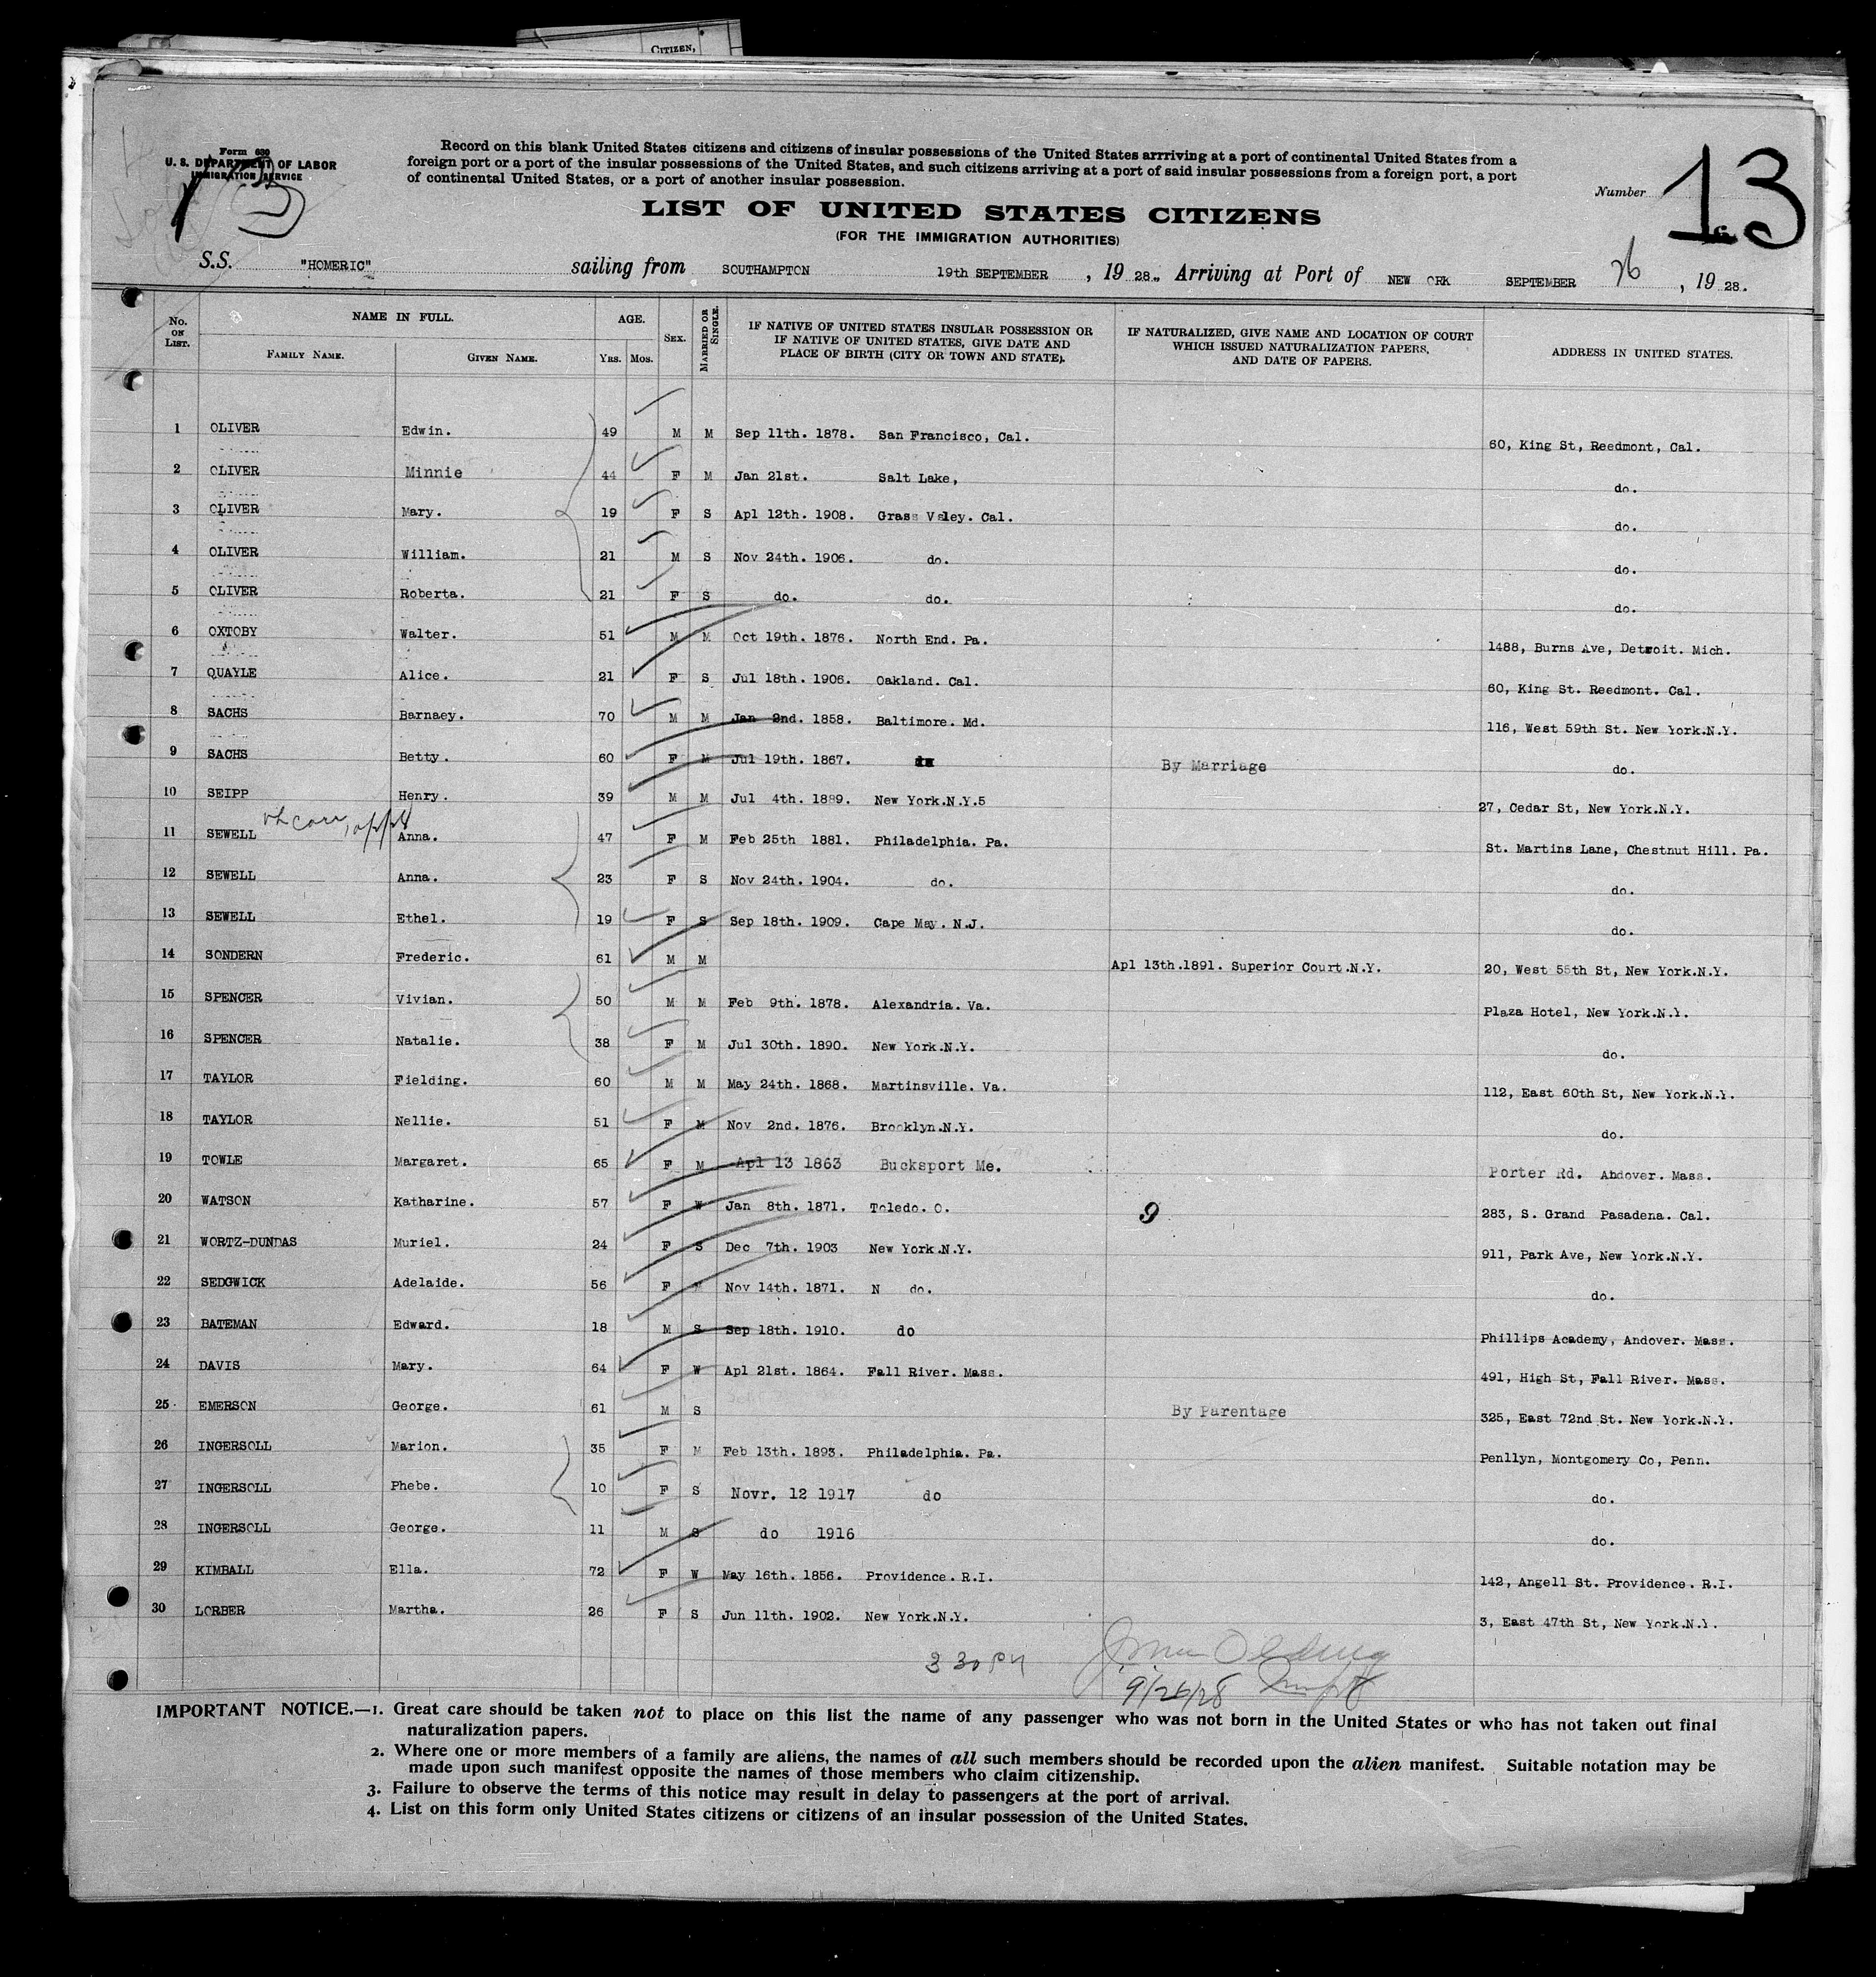 CITIZEN,
Form 630
U. S. DEPARTMENT OF LABOR
IMMIGRATION SERVICE
Record on this blank United States citizens and citizens of insular possessions of the United States arrriving at a port of continental United States from a
foreign port or a port of the insular possessions of the United States, and such citizens arriving at a port of said insular possessions from a foreign port, a port
of continental United States, or a port of another insular possession.
Number 13
LIST OF UNITED STATES CITIZENS
(FOR THE IMMIGRATION AUTHORITIES)
S.S. "HOMERIC" sailing from SOUTHAMPTON 19th SEPTEMBER, 1928. Arriving at Port of NEW ORK SEPTEMBER 26, 1928.
No. ON LIST. NAME IN FULL. FAMILY NAME. GIVEN NAME. AGE. Yrs. Mos. SEX. MARRIED OR SINGLE. IF NATIVE OF UNITED STATES INSULAR POSSESSION OR IF NATIVE OF UNITED STATES, GIVE DATE AND PLACE OF BIRTH (CITY OR TOWN AND STATE). IF NATURALIZED, GIVE NAME AND LOCATION OF COURT WHICH ISSUED NATURALIZATION PAPERS, AND DATE OF PAPERS. ADDRESS IN UNITED STATES.
1 OLIVER Edwin. 49 M M Sep 11th. 1878. San Francisco, Cal. 60, King St, Reedmont, Cal.
2 OLIVER Minnie 44 F M Jan 21st. Salt Lake, do.
3 OLIVER Mary. 19 F S Apl 12th. 1908. Grass Valey. Cal. do.
4 OLIVER William. 21 M S Nov 24th. 1906. do. do.
5 OLIVER Roberta. 21 F S do. do. do.
6 OXTOBY Walter. 51 M M Oct 19th. 1876. North End. Pa. 1488, Burns Ave, Detroit. Mich.
7 QUAYLE Alice. 21 F S Jul 18th. 1906. Oakland. Cal. 60, King St. Reedmont. Cal.
8 SACHS Barnaey. 70 M M Jan 2nd. 1858. Baltimore. Md. 116, West 59th St. New York.N.Y.
9 SACHS Betty. 60 F M Jul 19th. 1867. By Marriage do.
10 SEIPP Henry. 39 M M Jul 4th. 1889. New York.N.Y.5 27, Cedar St, New York.N.Y.
11 SEWELL Anna. 47 F M Feb 25th 1881. Philadelphia. Pa. St. Martins Lane, Chestnut Hill. Pa.
12 SEWELL Anna. 23 F S Nov 24th. 1904. do. do.
13 SEWELL Ethel. 19 F S Sep 18th. 1909. Cape May. N.J. do.
14 SONDERN Frederic. 61 M M Apl 13th.1891. Superior Court.N.Y. 20, West 55th St, New York.N.Y.
15 SPENCER Vivian. 50 M M Feb 9th. 1878. Alexandria. Va. Plaza Hotel, New York.N.Y.
16 SPENCER Natalie. 38 F M Jul 30th. 1890. New York.N.Y. do.
17 TAYLOR Fielding. 60 M M May 24th. 1868. Martinsville. Va. 112, East 60th St, New York.N.Y.
18 TAYLOR Nellie. 51 F M Nov 2nd. 1876. Brooklyn.N.Y. do.
19 TOWLE Margaret. 65 F M Apl 13 1863 Bucksport Me. Porter Rd. Andover. Mass.
20 WATSON Katharine. 57 F W Jan 8th. 1871. Toledo. O. 9 283, S. Grand Pasadena. Cal.
21 WORTZ-DUNDAS Muriel. 24 F S Dec 7th. 1903 New York.N.Y. 911, Park Ave, New York.N.Y.
22 SEDGWICK Adelaide. 56 F Nov 14th. 1871. N do. do.
23 BATEMAN Edward. 18 M S Sep 18th. 1910. do Phillips Academy, Andover. Mass.
24 DAVIS Mary. 64 F W Apl 21st. 1864. Fall River. Mass. 491, High St, Fall River. Mass.
25 EMERSON George. 61 M S By Parentage 325, East 72nd St. New York.N.Y.
26 INGERSOLL Marion. 35 F M Feb 13th. 1893. Philadelphia. Pa. Penllyn, Montgomery Co, Penn.
27 INGERSOLL Phebe. 10 F S Novr. 12 1917 do do.
28 INGERSOLL George. 11 M S do 1916 do.
29 KIMBALL Ella. 72 F W May 16th. 1856. Providence. R.I. 142, Angell St. Providence. R.I.
30 LORBER Martha. 26 F S Jun 11th. 1902. New York.N.Y. 3, East 47th St, New York.N.Y.
3 30 PM
9/26/28
IMPORTANT NOTICE.—1. Great care should be taken not to place on this list the name of any passenger who was not born in the United States or who has not taken out final
naturalization papers.
2. Where one or more members of a family are aliens, the names of all such members should be recorded upon the alien manifest. Suitable notation may be
made upon such manifest opposite the names of those members who claim citizenship.
3. Failure to observe the terms of this notice may result in delay to passengers at the port of arrival.
4. List on this form only United States citizens or citizens of an insular possession of the United States.